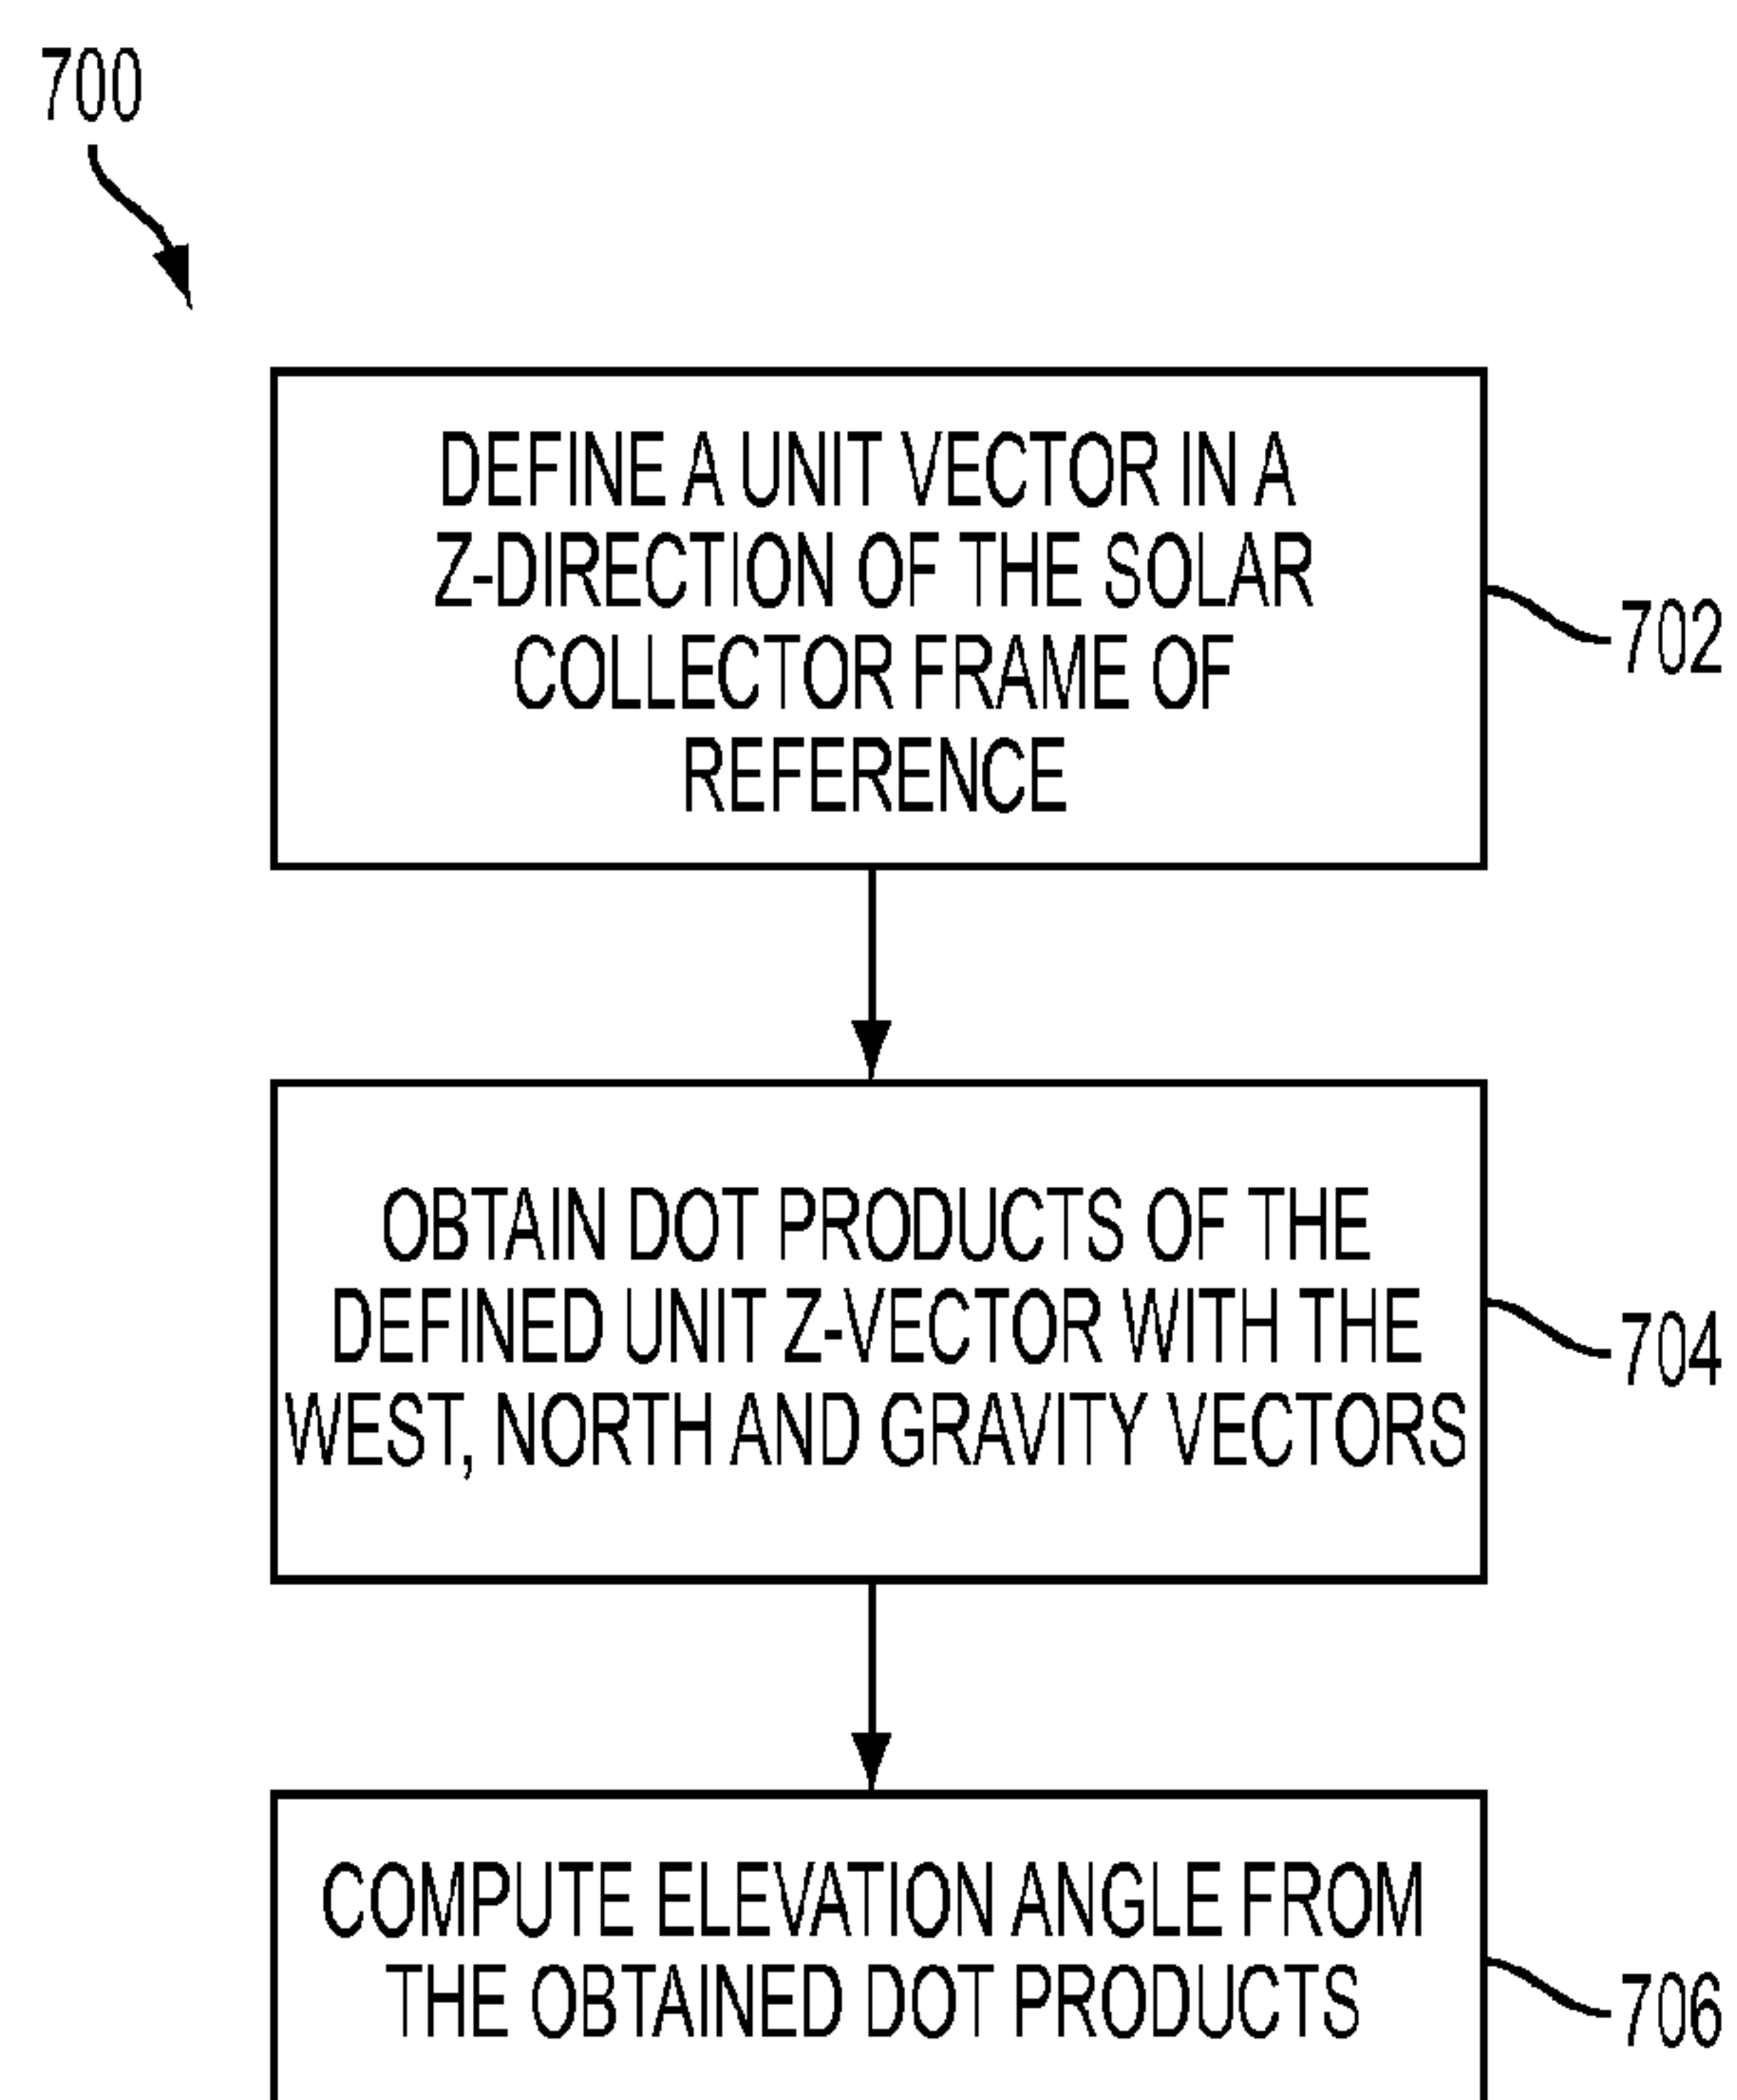 700
DEFINE A UNIT VECTOR IN A
Z-DIRECTION OF THE SOLAR
COLLECTOR FRAME OF
REFERENCE
702
OBTAIN DOT PRODUCTS OF THE
DEFINED UNIT Z-VECTOR WITH THE
WEST, NORTH AND GRAVITY VECTORS
704
COMPUTE ELEVATION ANGLE FROM
THE OBTAINED DOT PRODUCTS
706